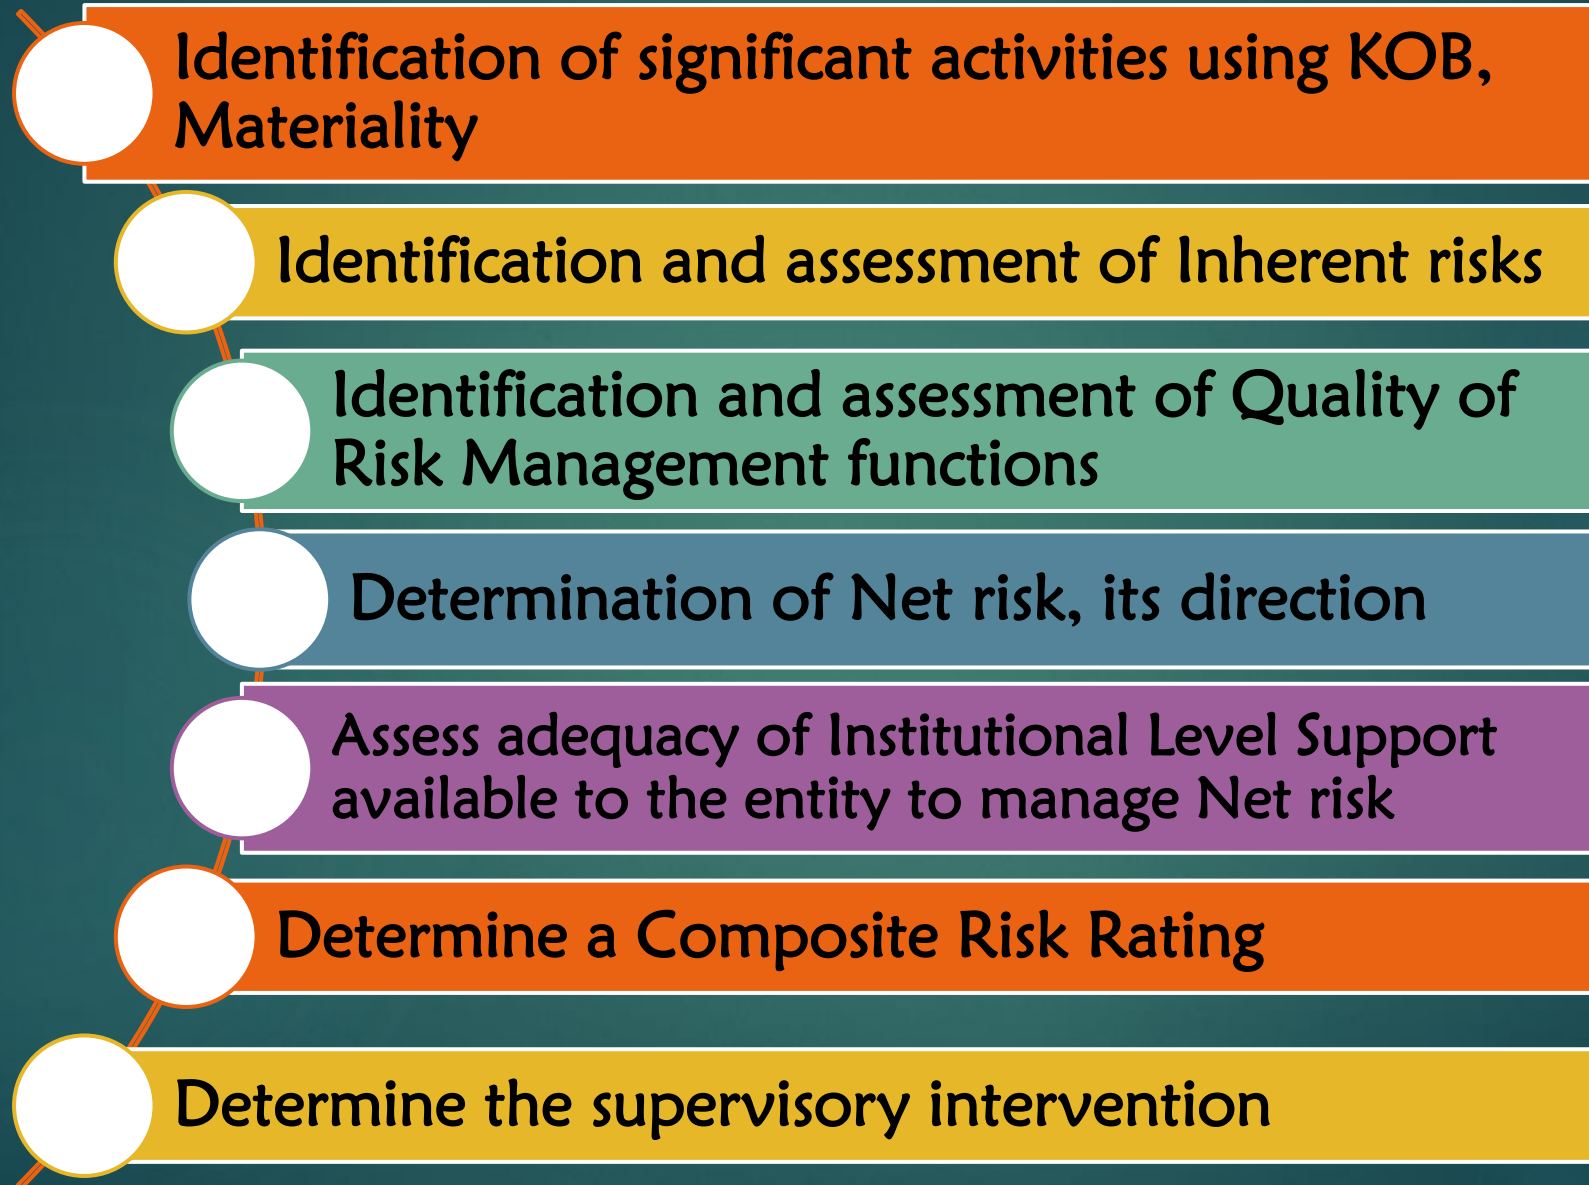 Identification of significant activities using KOB,
Materiality
Identification and assessment of Inherent risks
Identification and assessment of Quality of
Risk Management functions
Determination of Net risk, its direction
Assess adequacy of Institutional Level Support
available to the entity to manage Net risk
Determine a Composite Risk Rating
Determine the supervisory intervention